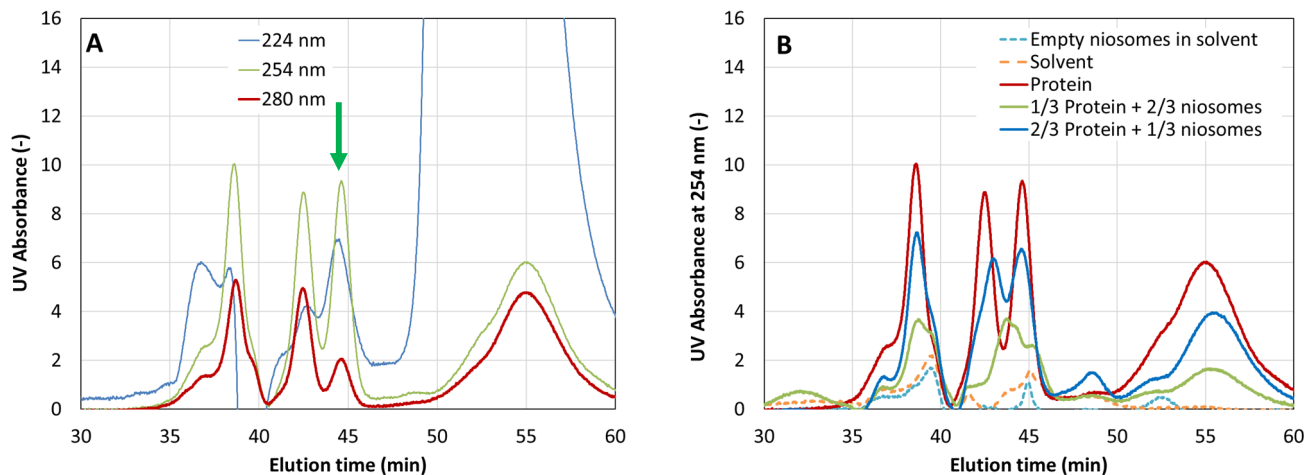 A
224 nm
254 nm
280 nm
UV Absorbance (-)
16
14
12
10
8
6
4
2
0
30 35 40 45 50 55 60
Elution time (min)
B
Empty niosomes in solvent
Solvent
Protein
1/3 Protein + 2/3 niosomes
2/3 Protein + 1/3 niosomes
UV Absorbance at 254 nm (-)
16
14
12
10
8
6
4
2
0
30 35 40 45 50 55 60
Elution time (min)